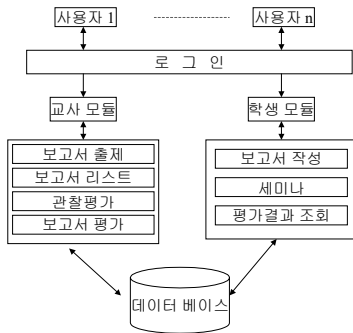 사용자 1 사용자 n
로 그 인
교사 모듈 학생 모듈
보고서 출제
보고서 리스트
관찰평가
보고서 평가
보고서 작성
세미나
평가결과 조회
데이터 베이스